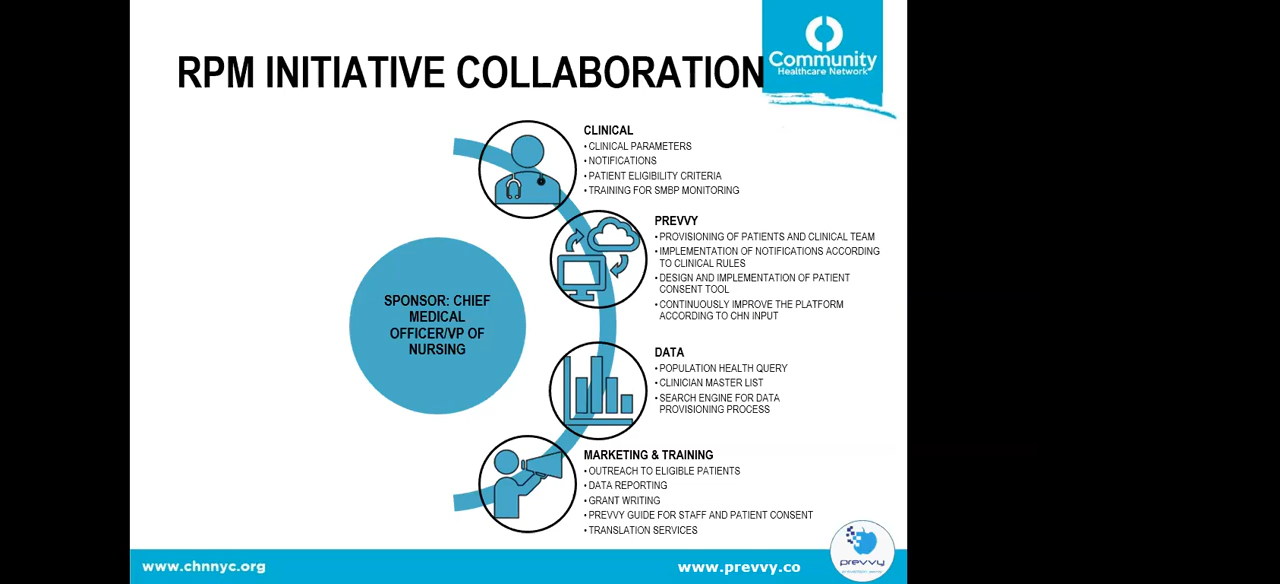 RPM INITIATIVE COLLABORATION
Community
Healthcare Network
CLINICAL
• CLINICAL PARAMETERS
• NOTIFICATIONS
• PATIENT ELIGIBILITY CRITERIA
• TRAINING FOR SMBP MONITORING
PREVVY
• PROVISIONING OF PATIENTS AND CLINICAL TEAM
• IMPLEMENTATION OF NOTIFICATIONS ACCORDING
TO CLINICAL RULES
• DESIGN AND IMPLEMENTATION OF PATIENT
CONSENT TOOL
• CONTINUOUSLY IMPROVE THE PLATFORM
ACCORDING TO CHN INPUT
SPONSOR: CHIEF
MEDICAL
OFFICER/VP OF
NURSING
DATA
• POPULATION HEALTH QUERY
• CLINICIAN MASTER LIST
• SEARCH ENGINE FOR DATA
PROVISIONING PROCESS
MARKETING & TRAINING
• OUTREACH TO ELIGIBLE PATIENTS
• DATA REPORTING
• GRANT WRITING
• PREVVY GUIDE FOR STAFF AND PATIENT CONSENT
• TRANSLATION SERVICES
www.chnnyc.org
www.prevvy.co
prevvy